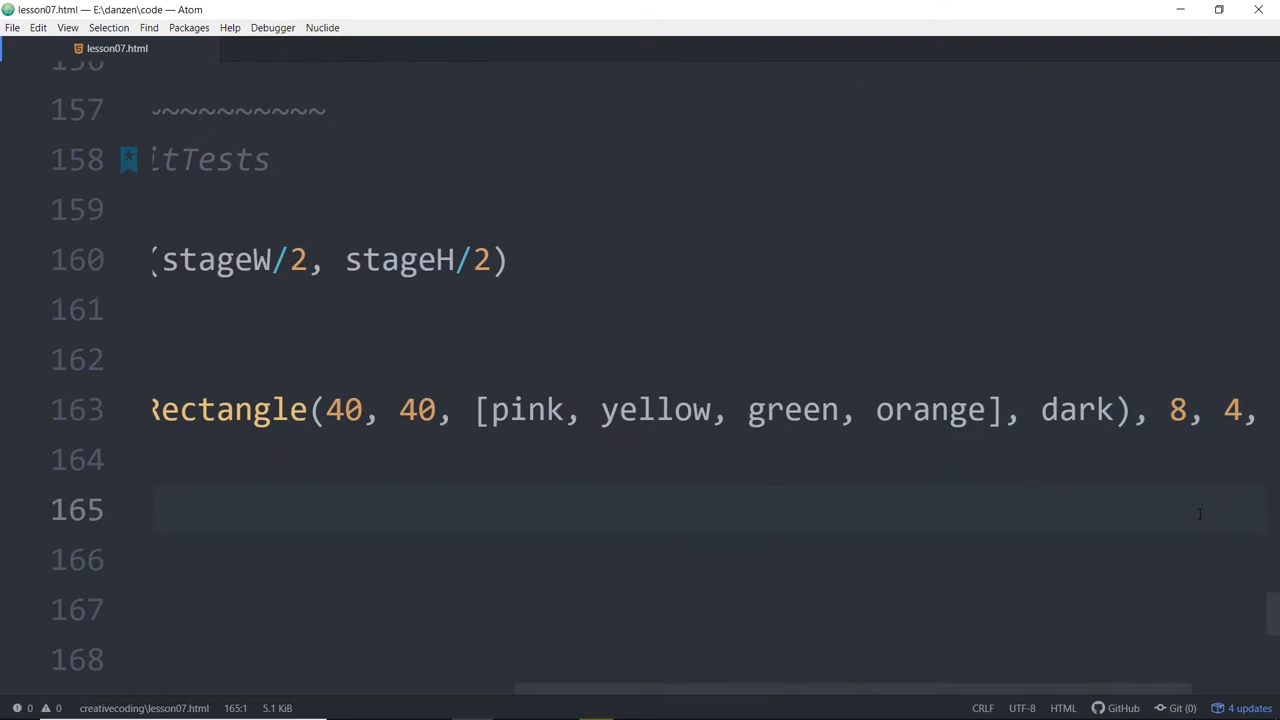 lesson07.html — E:\danzen\code — Atom
File Edit View Selection Find Packages Help Debugger Nuclide
lesson07.html
156
157 ~~~~~~~~~~
158 itTests
159
160 (stageW/2, stageH/2)
161
162
163 Rectangle(40, 40, [pink, yellow, green, orange], dark), 8, 4,
164
165
166
167
168
0 0 creativecoding\lesson07.html 165:1 5.1 KiB CRLF UTF-8 HTML GitHub Git (0) 4 updates